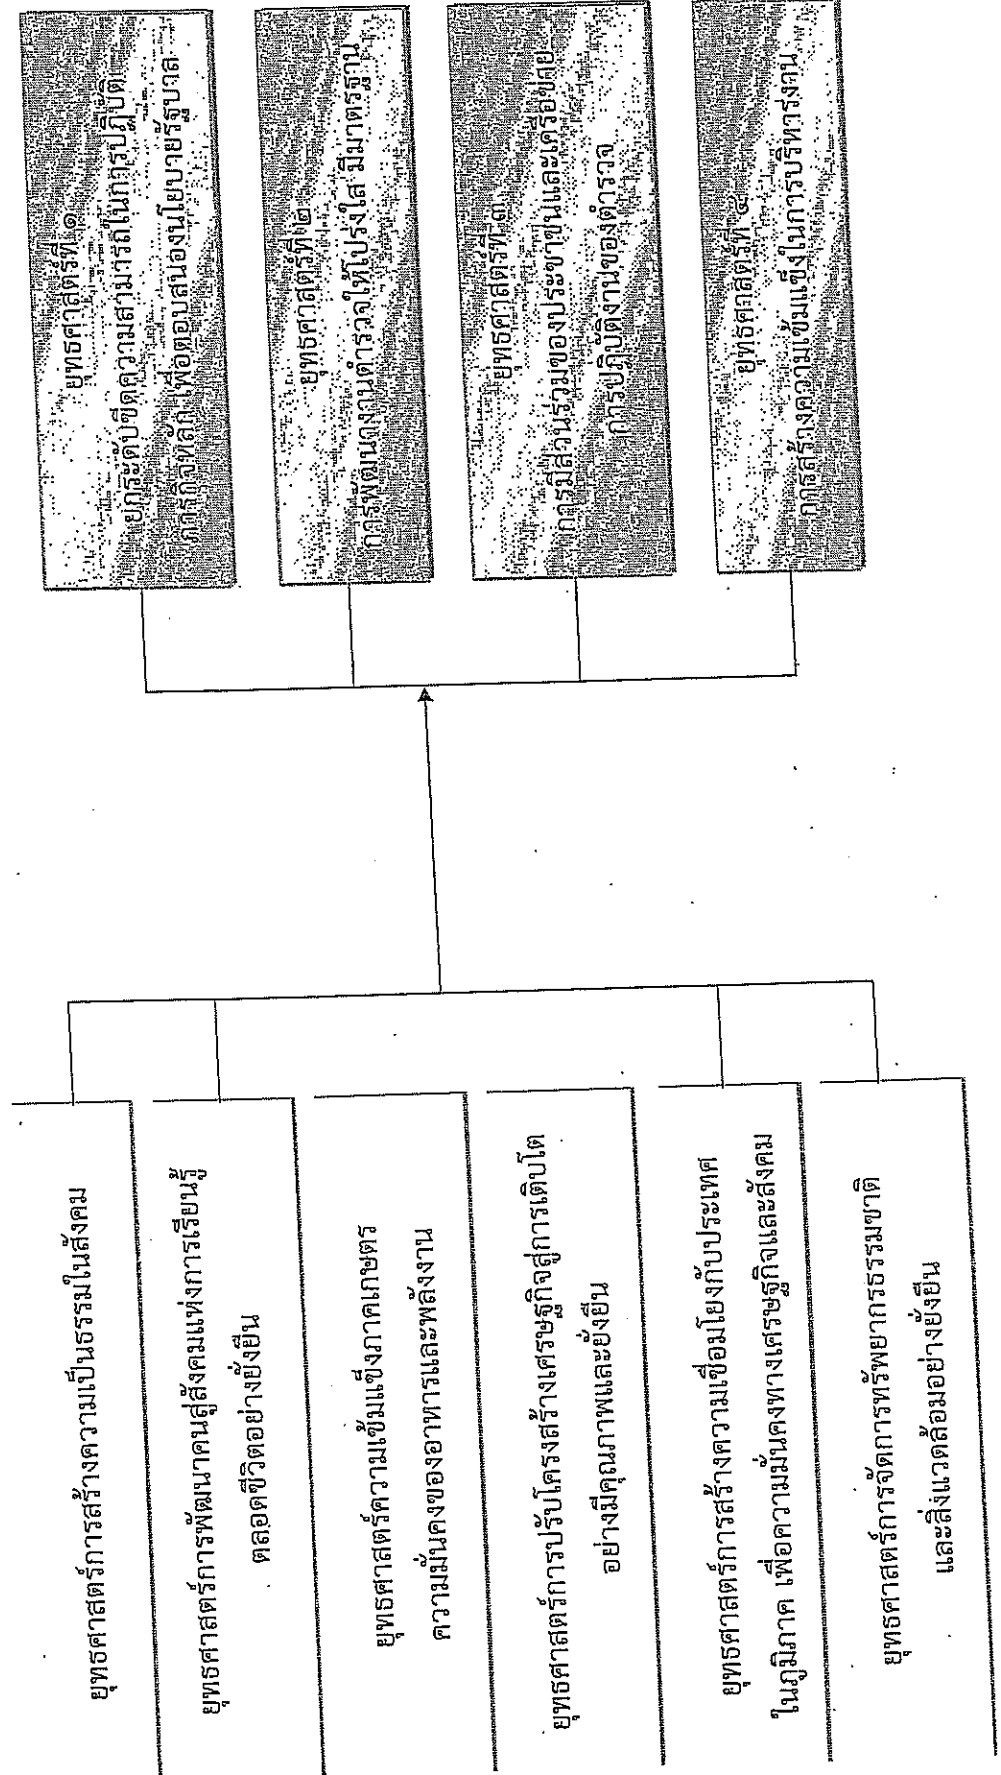 ยุทธศาสตร์การสร้างความเป็นธรรมในสังคม
ยุทธศาสตร์การพัฒนาคนสู่สังคมแห่งการเรียนรู้
ตลอดชีวิตอย่างยั่งยืน
ยุทธศาสตร์ความเข้มแข็งภาคเกษตร
ความมั่นคงของอาหารและพลังงาน
ยุทธศาสตร์การปรับโครงสร้างเศรษฐกิจสู่การเติบโต
อย่างมีคุณภาพและยั่งยืน
ยุทธศาสตร์การสร้างความเชื่อมโยงกับประเทศ
ในภูมิภาค เพื่อความมั่นคงทางเศรษฐกิจและสังคม
ยุทธศาสตร์การจัดการทรัพยากรธรรมชาติ
และสิ่งแวดล้อมอย่างยั่งยืน
ยุทธศาสตร์ที่ ๑
ยกระดับขีดความสามารถในการปฏิบัติ
ภารกิจหลัก เพื่อตอบสนองนโยบายรัฐบาล
ยุทธศาสตร์ที่ ๒
การพัฒนางานตำรวจให้โปร่งใส มีมาตรฐาน
ยุทธศาสตร์ที่ ๓
การมีส่วนร่วมของประชาชนและเครือข่าย
การปฏิบัติงานของตำรวจ
ยุทธศาสตร์ที่ ๔
การสร้างความเข้มแข็งในการบริหารงาน